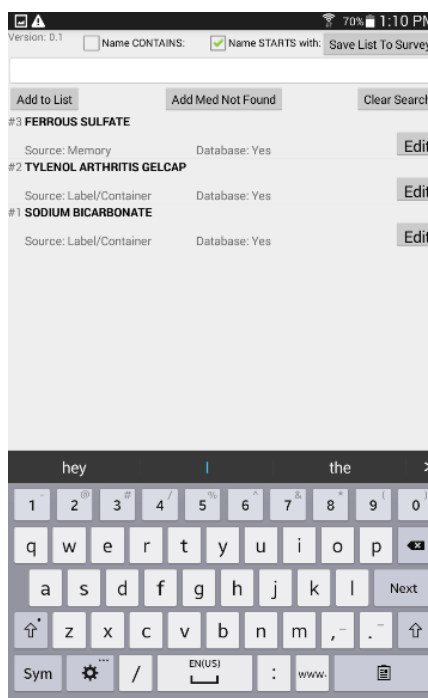 70% 1:10 PM
Version: 0.1 Name CONTAINS: Name STARTS with: Save List To Survey
Add to List Add Med Not Found Clear Search
#3 FERROUS SULFATE
Source: Memory Database: Yes Edit
#2 TYLENOL ARTHRITIS GELCAP
Source: Label/Container Database: Yes Edit
#1 SODIUM BICARBONATE
Source: Label/Container Database: Yes Edit
hey I the
1 2 3 4 5 6 7 8 9 0
q w e r t y u i o p
a s d f g h j k l Next
z x c v b n m , .
Sym / EN(US) : www.